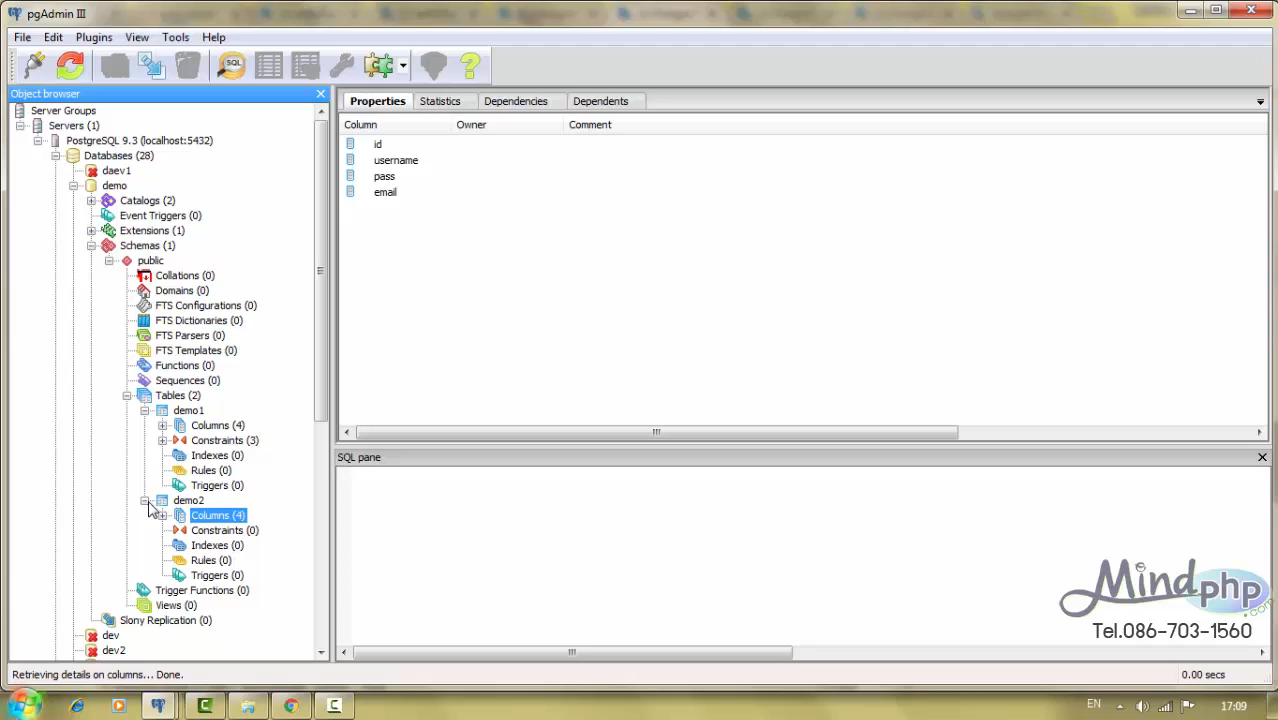 pgAdmin III
File Edit Plugins View Tools Help
SQL
Object browser
Server Groups
Servers (1)
PostgreSQL 9.3 (localhost:5432)
Databases (28)
daev1
demo
Catalogs (2)
Event Triggers (0)
Extensions (1)
Schemas (1)
public
Collations (0)
Domains (0)
FTS Configurations (0)
FTS Dictionaries (0)
FTS Parsers (0)
FTS Templates (0)
Functions (0)
Sequences (0)
Tables (2)
demo1
Columns (4)
Constraints (3)
Indexes (0)
Rules (0)
Triggers (0)
demo2
Columns (4)
Constraints (0)
Indexes (0)
Rules (0)
Triggers (0)
Trigger Functions (0)
Views (0)
Slony Replication (0)
dev
dev2
Properties Statistics Dependencies Dependents
Column Owner Comment
id
username
pass
email
SQL pane
Mindphp.com
Tel.086-703-1560
Retrieving details on columns... Done. 0.00 secs
EN 17:09